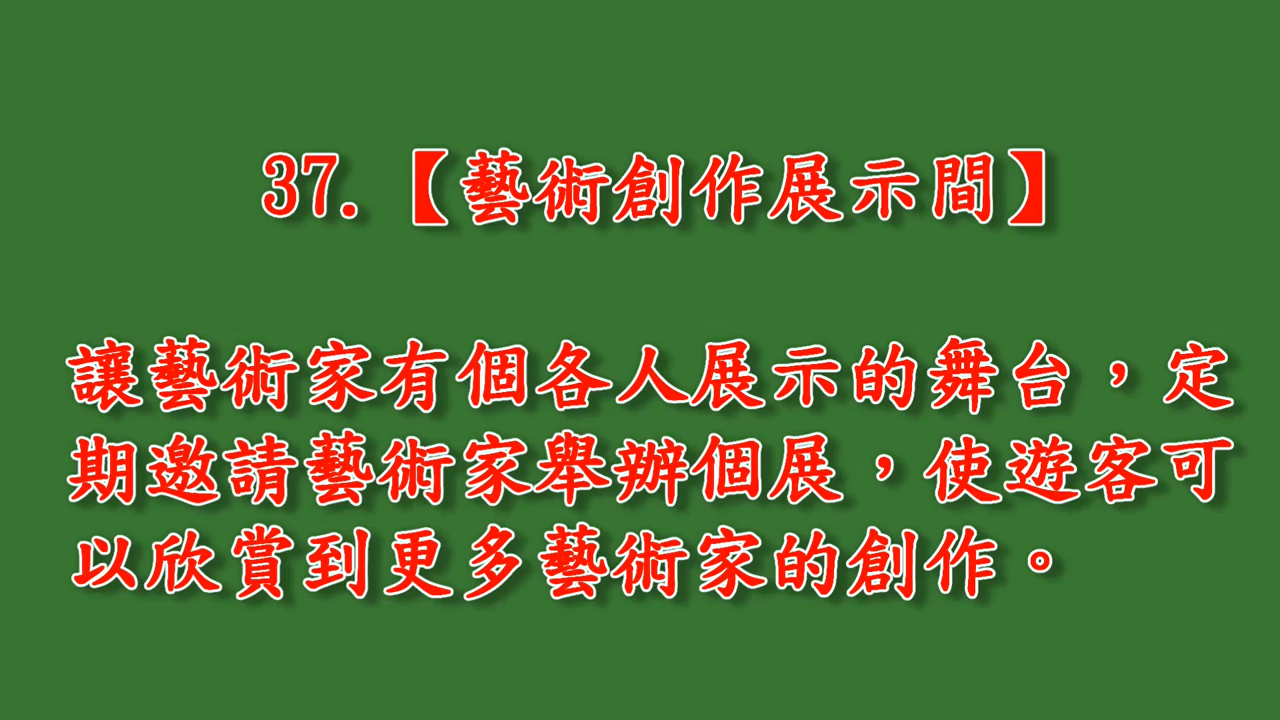 37.【藝術創作展示間】
讓藝術家有個各人展示的舞台，定
期邀請藝術家舉辦個展，使遊客可
以欣賞到更多藝術家的創作。